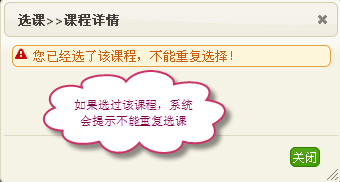 选课>>课程详情
您已经选了该课程，不能重复选择！
如果选过该课程，系统
会提示不能重复选课
关闭